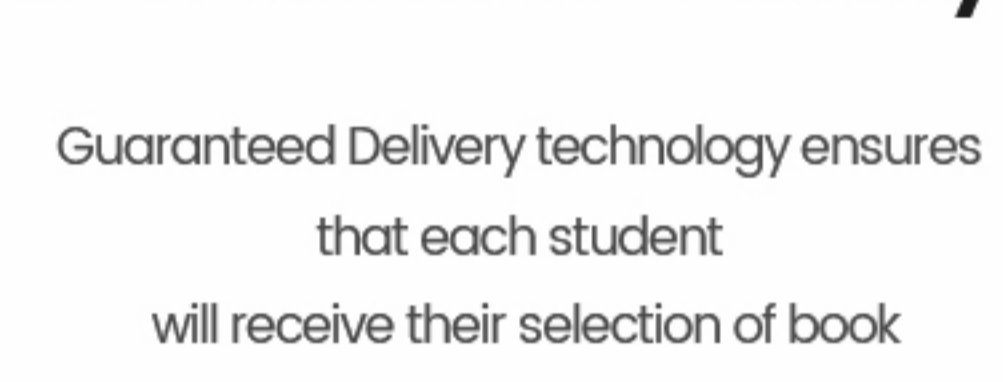 Guaranteed Delivery technology ensures
that each student
will receive their selection of book